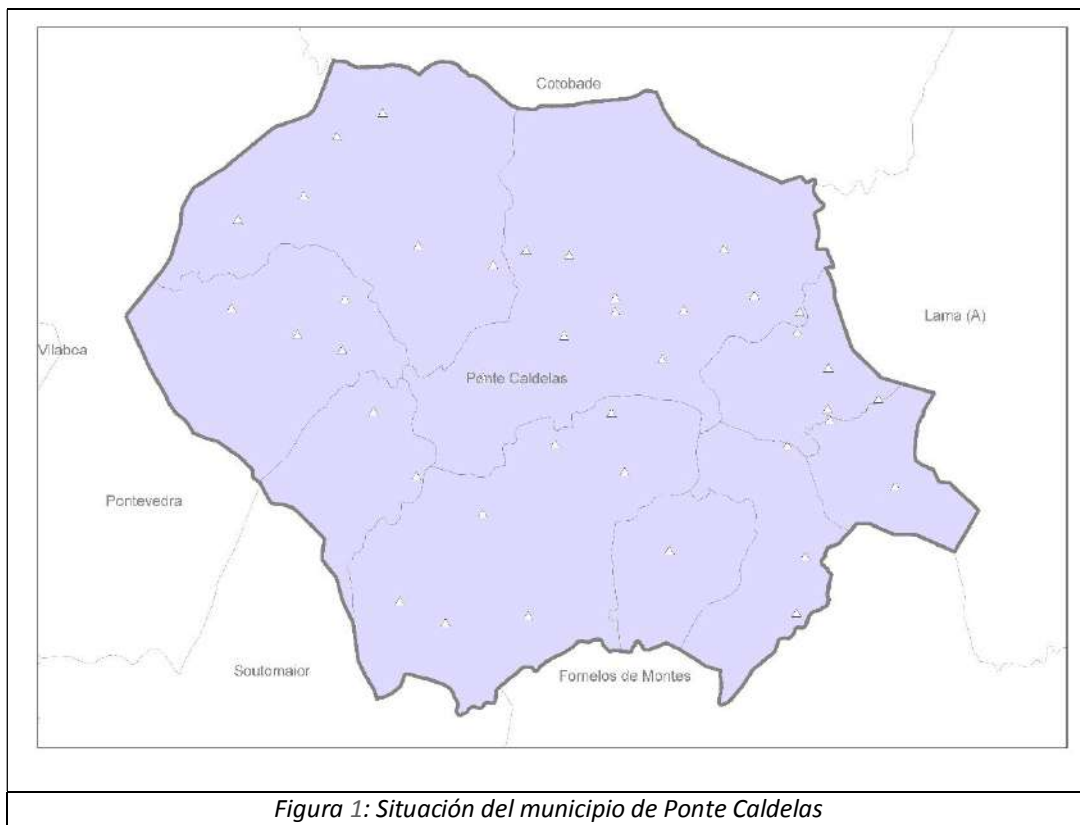 Cotobade
Lama (A)
Vilaboa
Ponte Caldelas
Pontevedra
Soutomaior
Fornelos de Montes
Figura 1: Situación del municipio de Ponte Caldelas